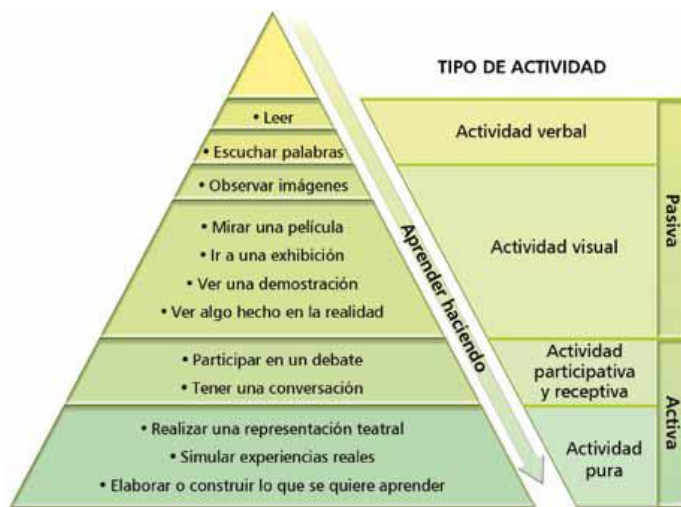 TIPO DE ACTIVIDAD
• Leer
• Escuchar palabras
• Observar imágenes
• Mirar una película
• Ir a una exhibición
• Ver una demostración
• Ver algo hecho en la realidad
• Participar en un debate
• Tener una conversación
• Realizar una representación teatral
• Simular experiencias reales
• Elaborar o construir lo que se quiere aprender
Aprender haciendo
Actividad verbal
Actividad visual
Actividad
participativa
y receptiva
Actividad
pura
Pasiva
Activa